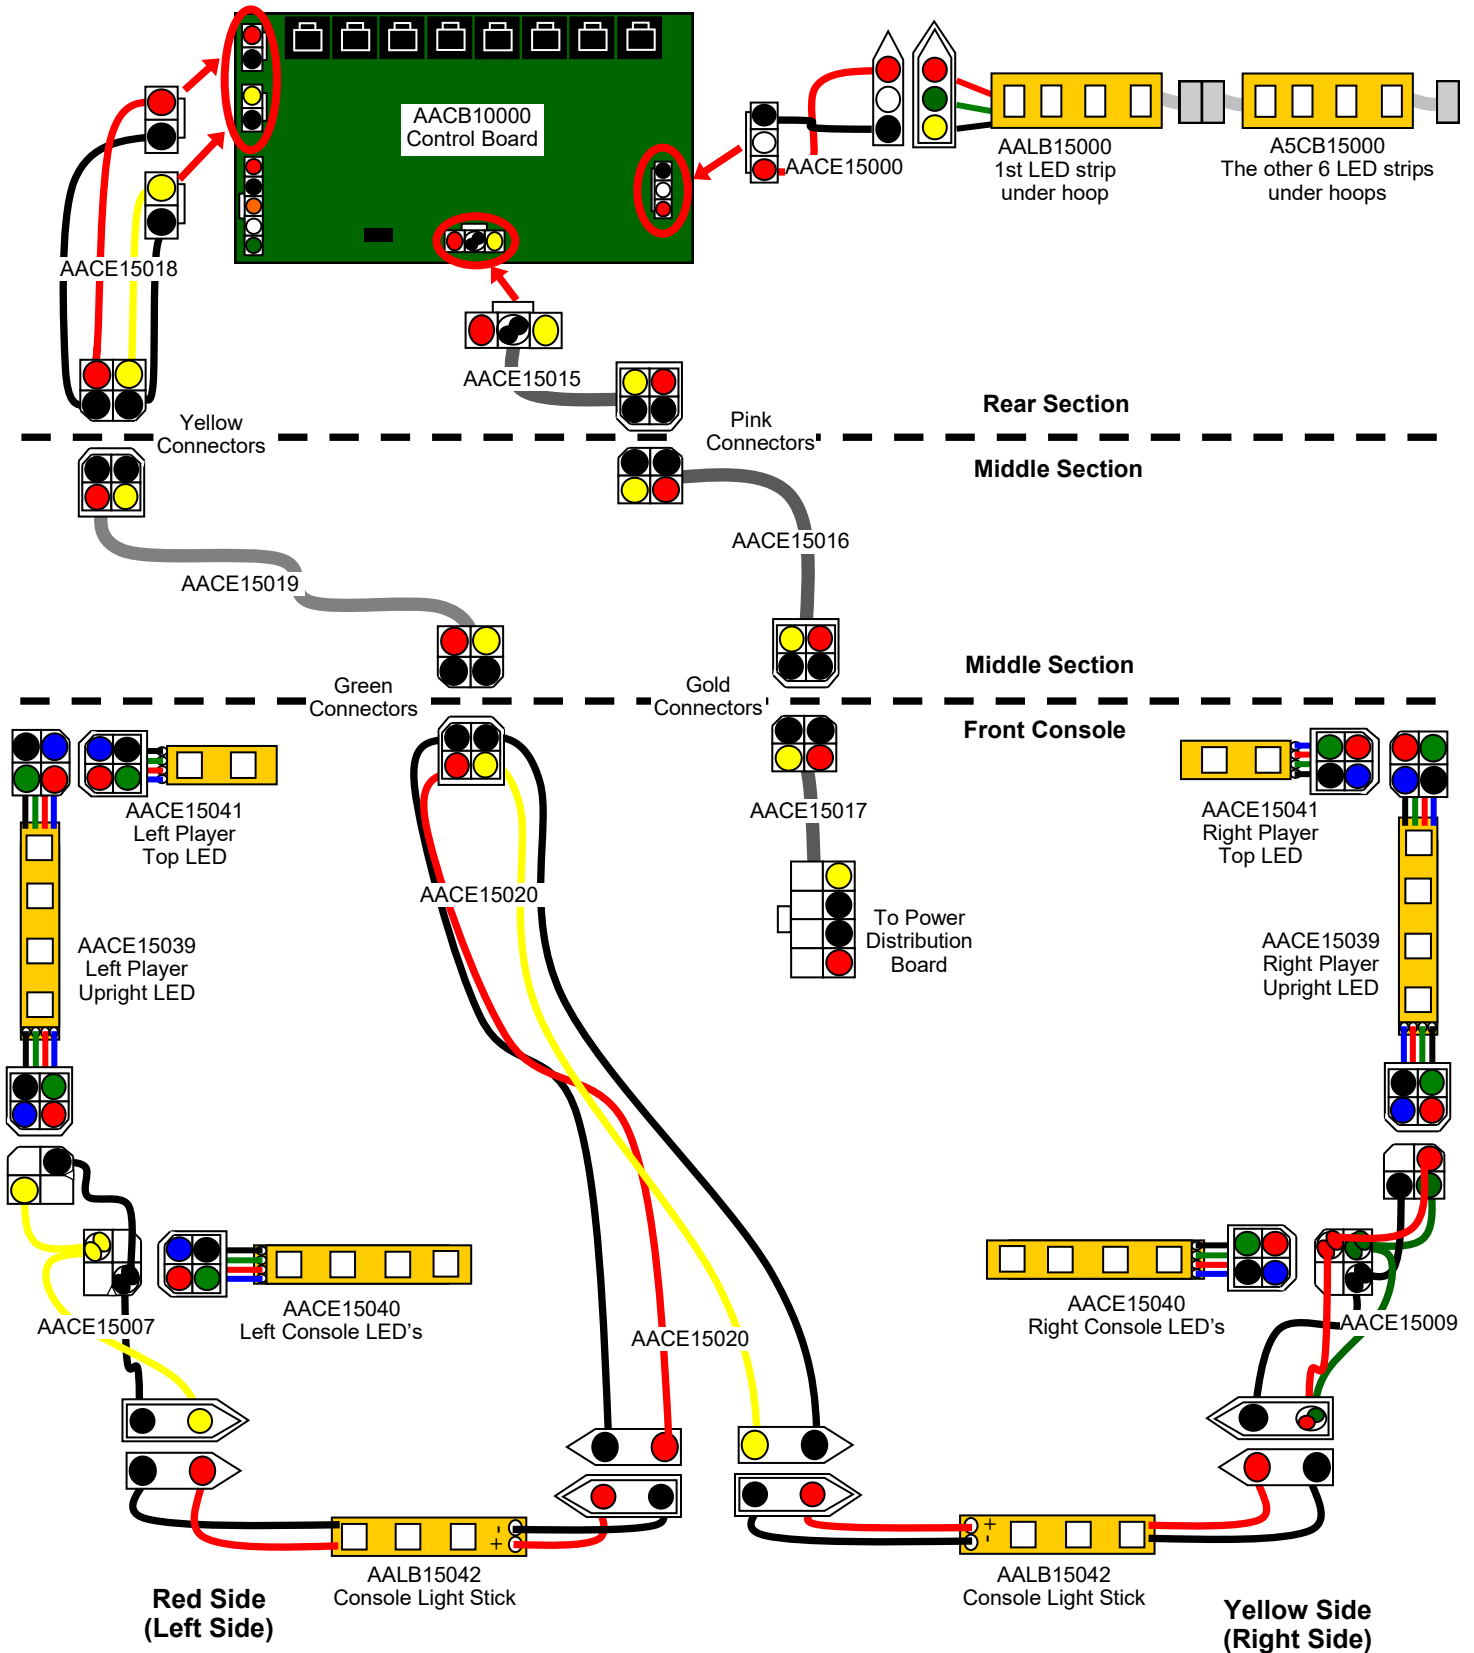 AACB10000
Control Board
AACE15000
AALB15000
1st LED strip
under hoop
A5CB15000
The other 6 LED strips
under hoops
AACE15018
AACE15015
Rear Section
Yellow
Connectors
Pink
Connectors
Middle Section
AACE15016
AACE15019
Middle Section
Green
Connectors
Gold
Connectors
Front Console
AACE15041
Left Player
Top LED
AACE15017
AACE15041
Right Player
Top LED
AACE15020
To Power
Distribution
Board
AACE15039
Left Player
Upright LED
AACE15039
Right Player
Upright LED
AACE15040
Left Console LED's
AACE15007
AACE15020
AACE15040
Right Console LED's
AACE15009
-
+
+
-
AALB15042
Console Light Stick
AALB15042
Console Light Stick
Red Side
(Left Side)
Yellow Side
(Right Side)